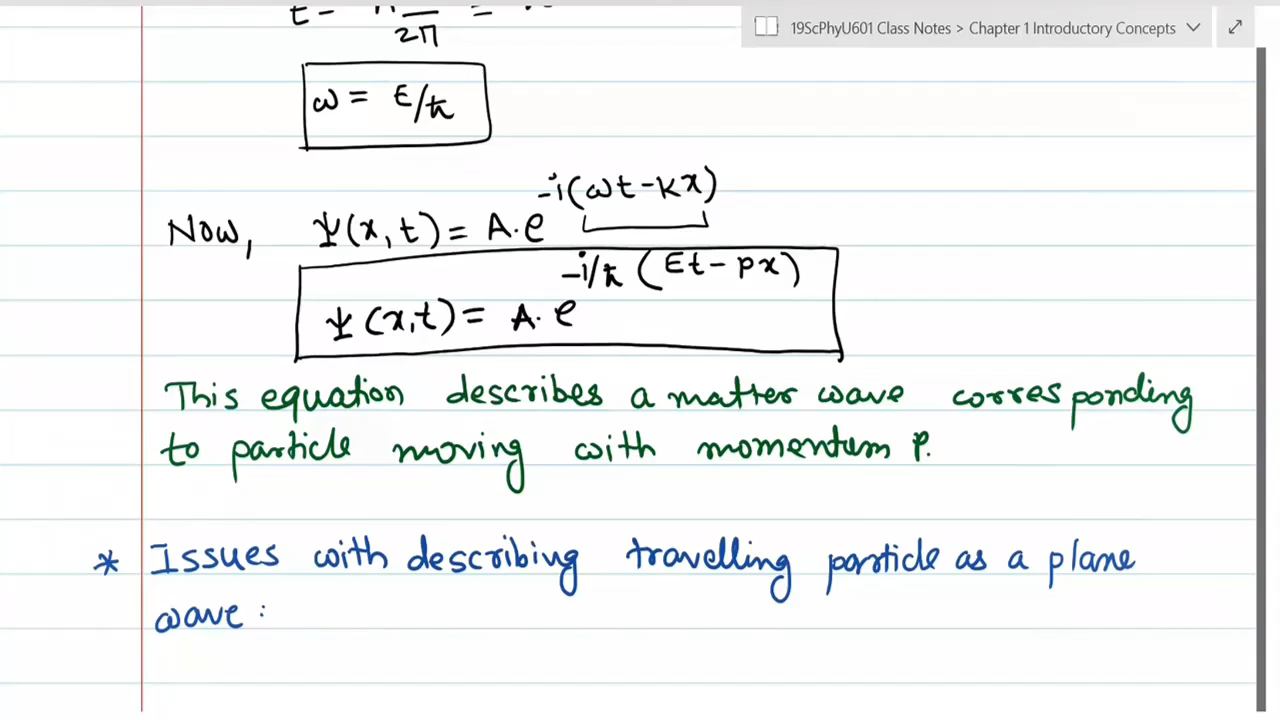 19ScPhyU601 Class Notes > Chapter 1 Introductory Concepts
2π
ω = E/ħ
Now, Ψ(x, t) = A·e^{-i(ωt-kx)}
Ψ(x,t) = A·e^{-i/ħ (Et-px)}
This equation describes a matter wave corresponding
to particle moving with momentum p.
* Issues with describing travelling particle as a plane
wave: